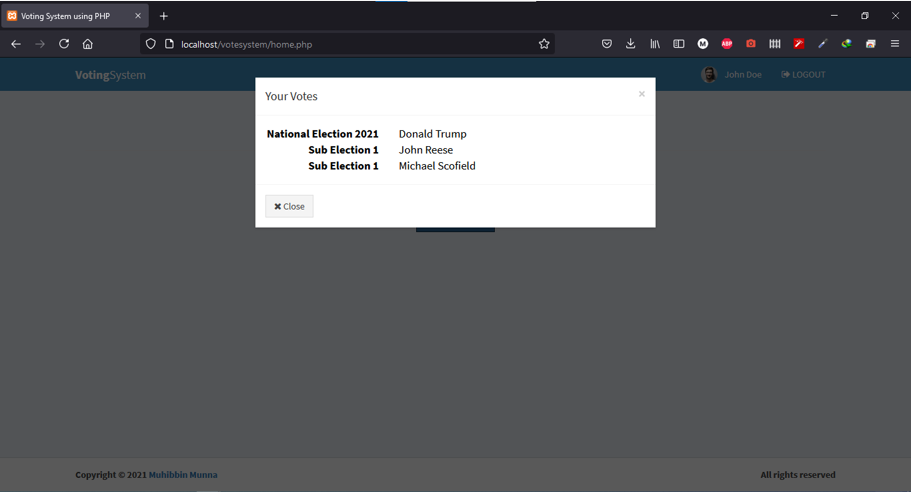 Voting System using PHP
localhost/votesystem/home.php
M
ABP
VotingSystem
John Doe
LOGOUT
Your Votes
National Election 2021 Donald Trump
Sub Election 1 John Reese
Sub Election 1 Michael Scofield
Close
Copyright © 2021 Muhibbin Munna
All rights reserved